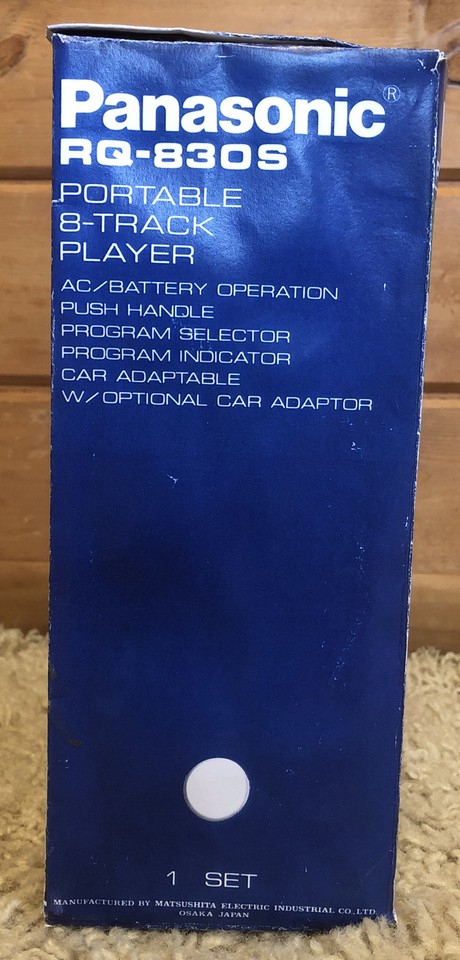 Panasonic®
RQ-830S
PORTABLE
8-TRACK
PLAYER
AC/BATTERY OPERATION
PUSH HANDLE
PROGRAM SELECTOR
PROGRAM INDICATOR
CAR ADAPTABLE
W/OPTIONAL CAR ADAPTOR
1 SET
MANUFACTURED BY MATSUSHITA ELECTRIC INDUSTRIAL CO.,LTD.
OSAKA JAPAN